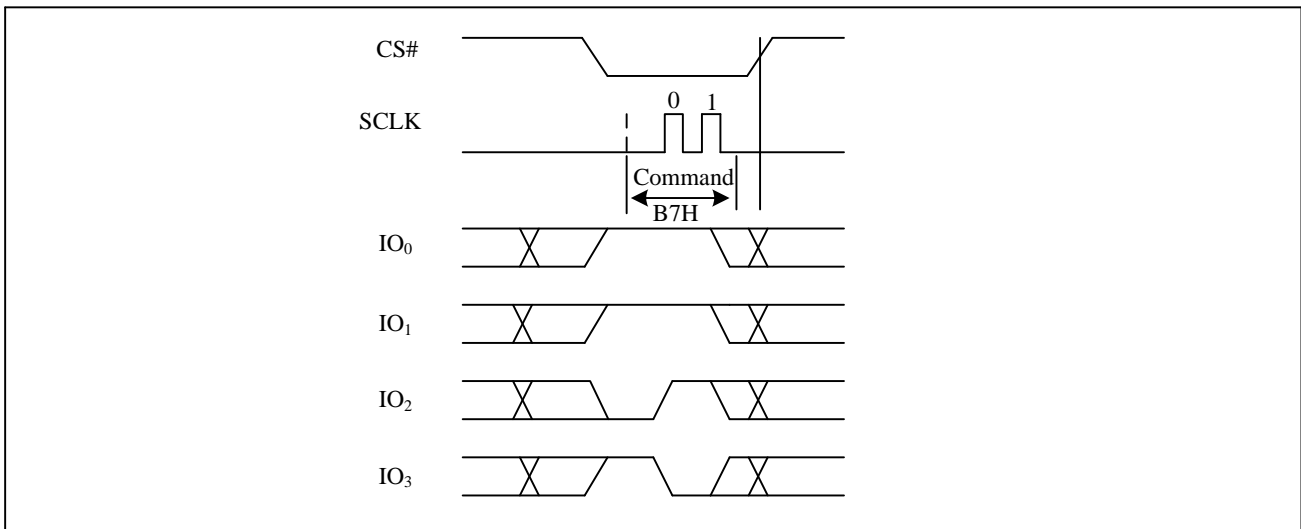 CS#
0 1
SCLK
Command
B7H
IO₀
IO₁
IO₂
IO₃